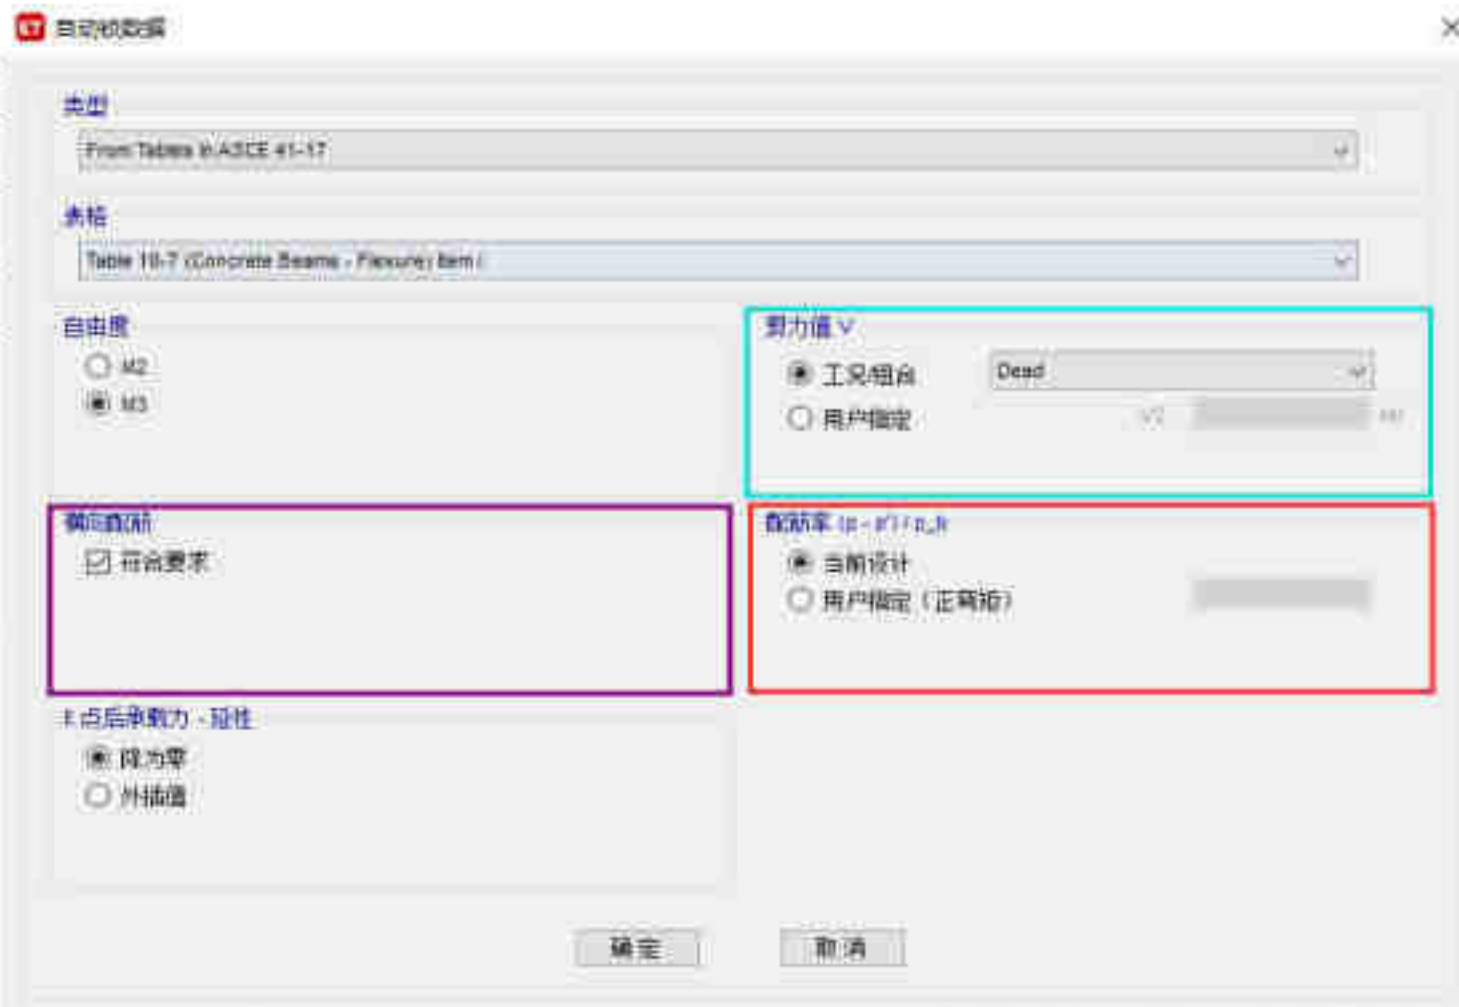 自动铰数据
类型
From Tables in ASCE 41-17
表格
Table 10-7 (Concrete Beams - Flexure) Item i
自由度
M2
M3
剪力值 V
工况/组合
Dead
用户指定
V2
横向配筋
符合要求
配筋率 (p - p') / p_b
当前设计
用户指定（正弯矩）
E 点后承载力 - 延性
降为零
外插值
确定
取消